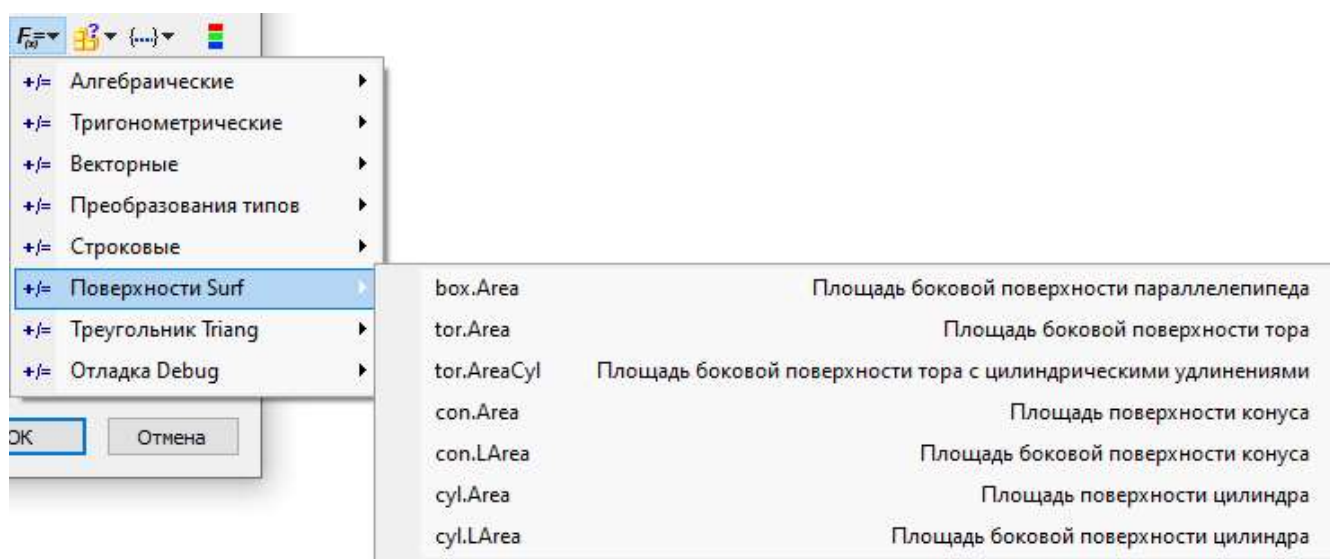 F(x)= {...}
+/= Алгебраические
+/= Тригонометрические
+/= Векторные
+/= Преобразования типов
+/= Строковые
+/= Поверхности Surf
+/= Треугольник Triang
+/= Отладка Debug
box.Area Площадь боковой поверхности параллелепипеда
tor.Area Площадь боковой поверхности тора
tor.AreaCyl Площадь боковой поверхности тора с цилиндрическими удлинениями
con.Area Площадь поверхности конуса
con.LArea Площадь боковой поверхности конуса
cyl.Area Площадь поверхности цилиндра
cyl.LArea Площадь боковой поверхности цилиндра
ОК Отмена